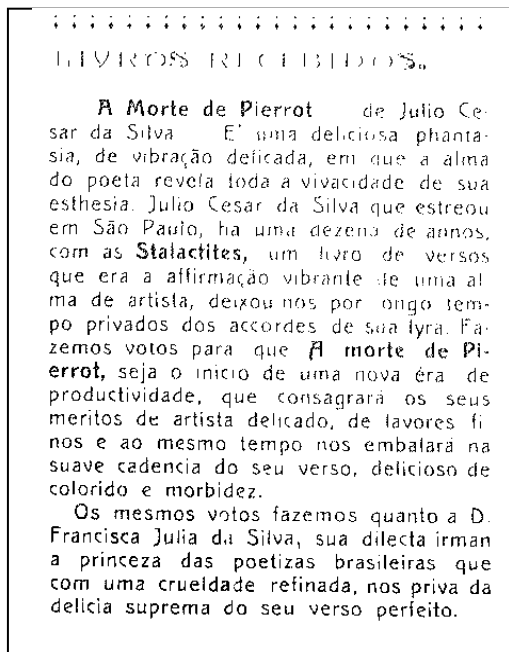 LIVROS RECEBIDOS.
A Morte de Pierrot de Julio Ce-
sar da Silva E' uma deliciosa phanta-
sia, de vibração delicada, em que a alma
do poeta revela toda a vivacidade de sua
esthesia. Julio Cesar da Silva que estreou
em São Paulo, ha uma dezena de annos,
com as Stalactites, um livro de versos
que era a affirmação vibrante de uma al
ma de artista, deixou nos por ongo tem-
po privados dos accordes de sua lyra. Fa-
zemos votos para que A morte de Pi-
errot, seja o inicio de uma nova éra de
productividade, que consagrará os seus
meritos de artista delicado, de lavores fi
nos e ao mesmo tempo nos embalará na
suave cadencia do seu verso, delicioso de
colorido e morbidez.
Os mesmos votos fazemos quanto a D.
Francisca Julia da Silva, sua dilecta irman
a princeza das poetizas brasileiras que
com uma crueldade refinada, nos priva da
delicia suprema do seu verso perfeito.